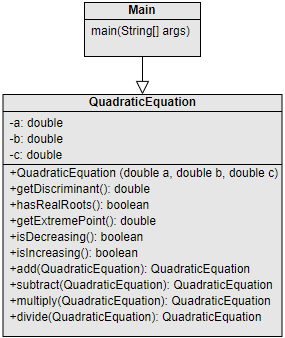 Main
main(String[] args)
QuadraticEquation
-a: double
-b: double
-c: double
+QuadraticEquation (double a, double b, double c)
+getDiscriminant(): double
+hasRealRoots(): boolean
+getExtremePoint(): double
+isDecreasing(): boolean
+isIncreasing(): boolean
+add(QuadraticEquation): QuadraticEquation
+subtract(QuadraticEquation): QuadraticEquation
+multiply(QuadraticEquation): QuadraticEquation
+divide(QuadraticEquation): QuadraticEquation